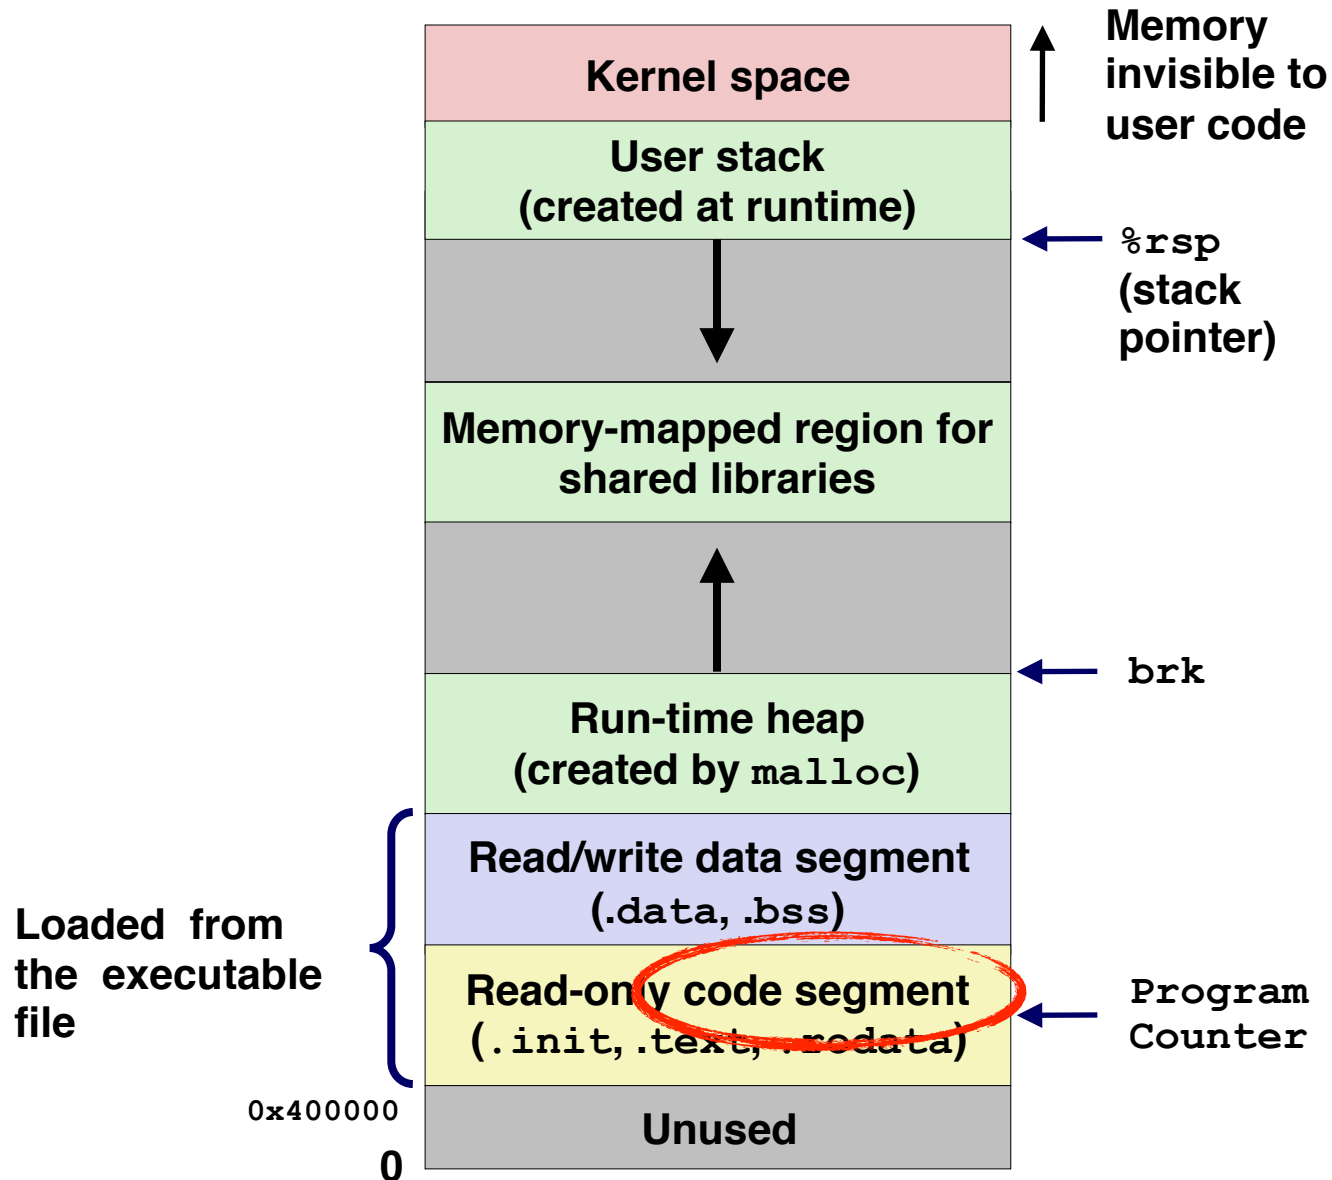 Kernel space
Memory
invisible to
user code
User stack
(created at runtime)
%rsp
(stack
pointer)
Memory-mapped region for
shared libraries
brk
Run-time heap
(created by malloc)
Read/write data segment
(.data, .bss)
Loaded from
the executable
file
Read-only code segment
(.init, .text, .rodata)
Program
Counter
0x400000
Unused
0